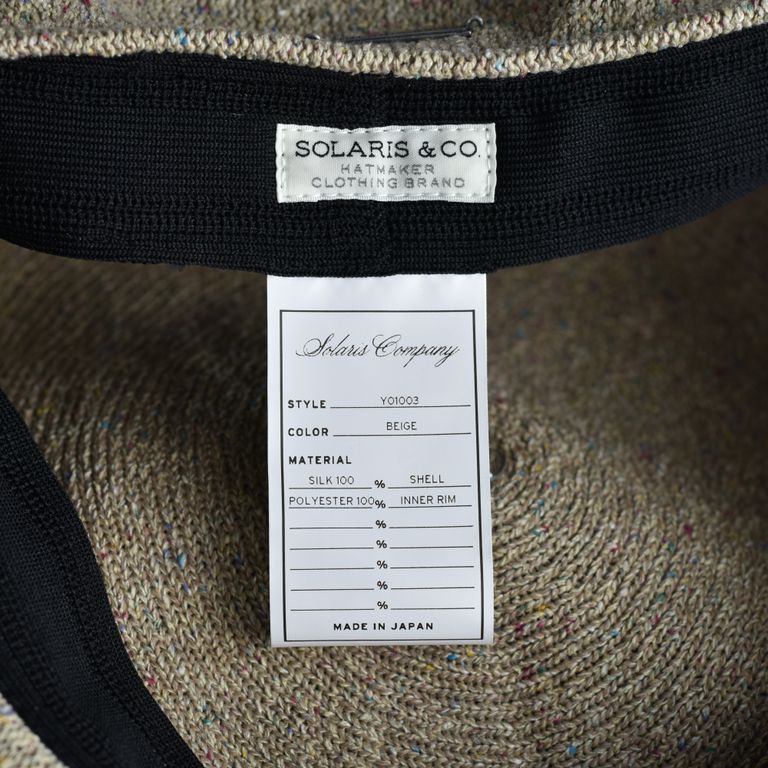 SOLARIS & CO.
HATMAKER
CLOTHING BRAND
Solaris Company
STYLE Y01003
COLOR BEIGE
MATERIAL
SILK 100 % SHELL
POLYESTER 100 % INNER RIM
%
%
%
%
%
MADE IN JAPAN